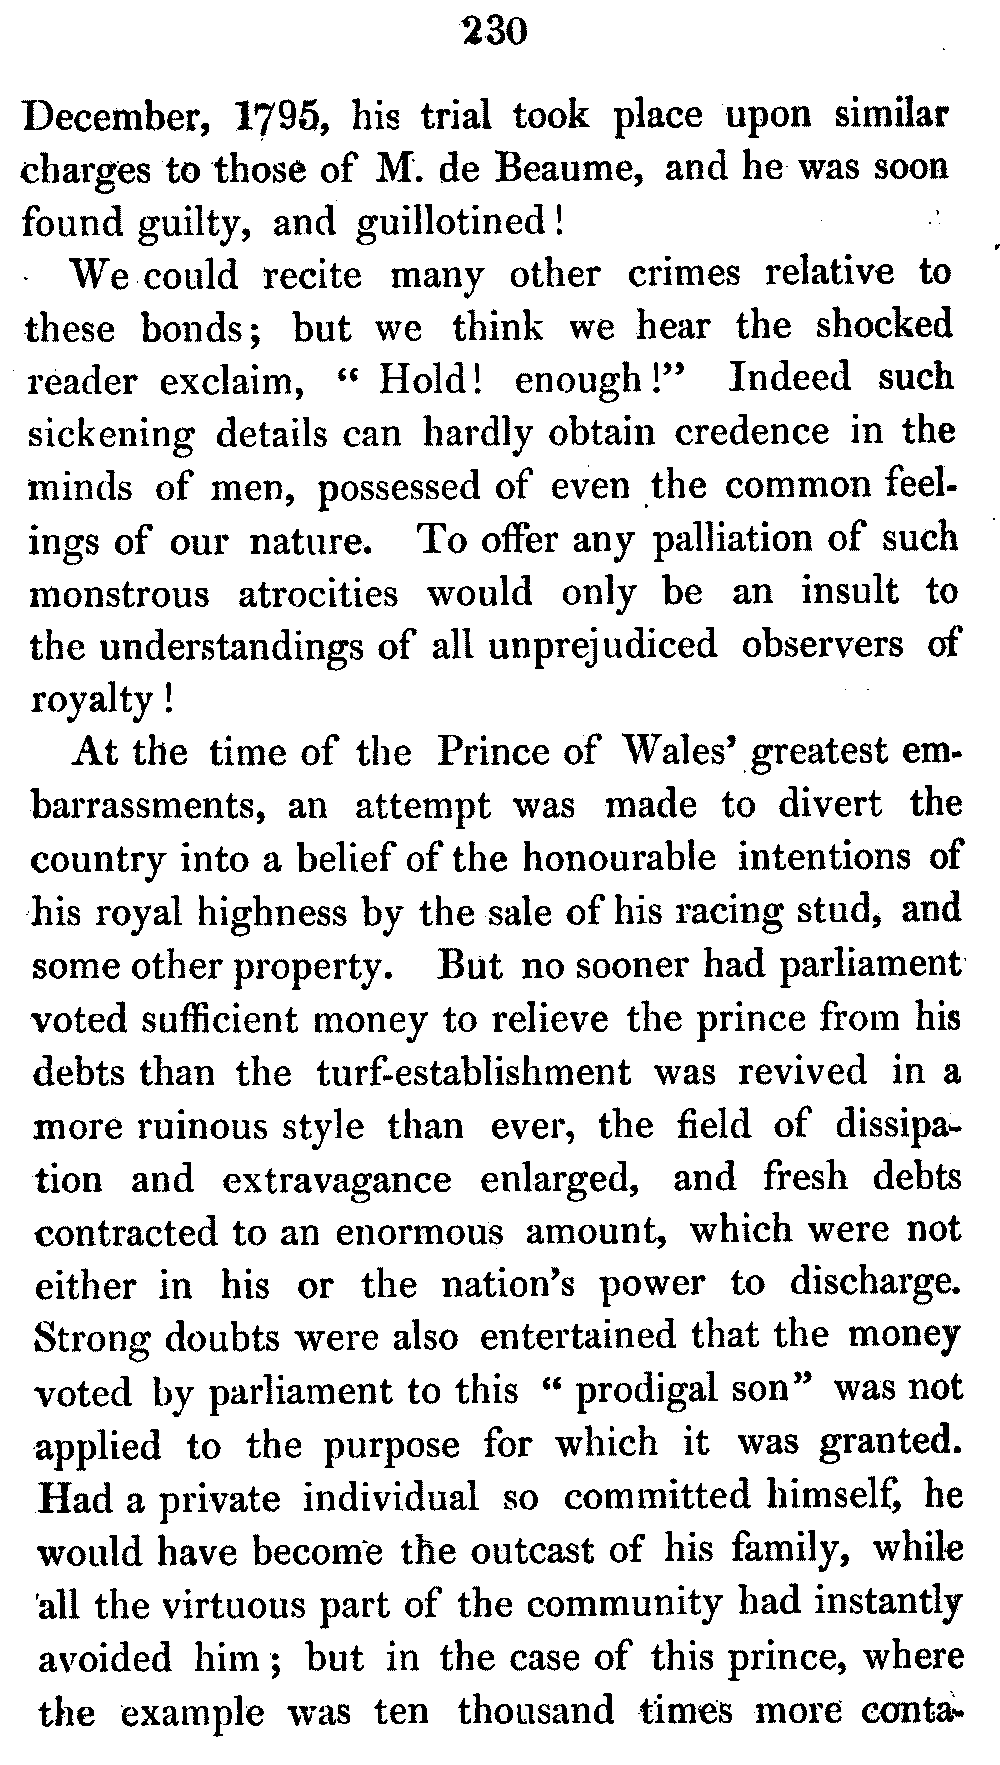 230
December, 1795, his trial took place upon similar
charges to those of M. de Beaume, and he was soon
found guilty, and guillotined!
We could recite many other crimes relative to
these bonds; but we think we hear the shocked
reader exclaim, “ Hold! enough!” Indeed such
sickening details can hardly obtain credence in the
minds of men, possessed of even the common feel-
ings of our nature. To offer any palliation of such
monstrous atrocities would only be an insult to
the understandings of all unprejudiced observers of
royalty!
At the time of the Prince of Wales’ greatest em-
barrassments, an attempt was made to divert the
country into a belief of the honourable intentions of
his royal highness by the sale of his racing stud, and
some other property. But no sooner had parliament
voted sufficient money to relieve the prince from his
debts than the turf-establishment was revived in a
more ruinous style than ever, the field of dissipa-
tion and extravagance enlarged, and fresh debts
contracted to an enormous amount, which were not
either in his or the nation’s power to discharge.
Strong doubts were also entertained that the money
voted by parliament to this “ prodigal son” was not
applied to the purpose for which it was granted.
Had a private individual so committed himself, he
would have become the outcast of his family, while
all the virtuous part of the community had instantly
avoided him; but in the case of this prince, where
the example was ten thousand times more conta-